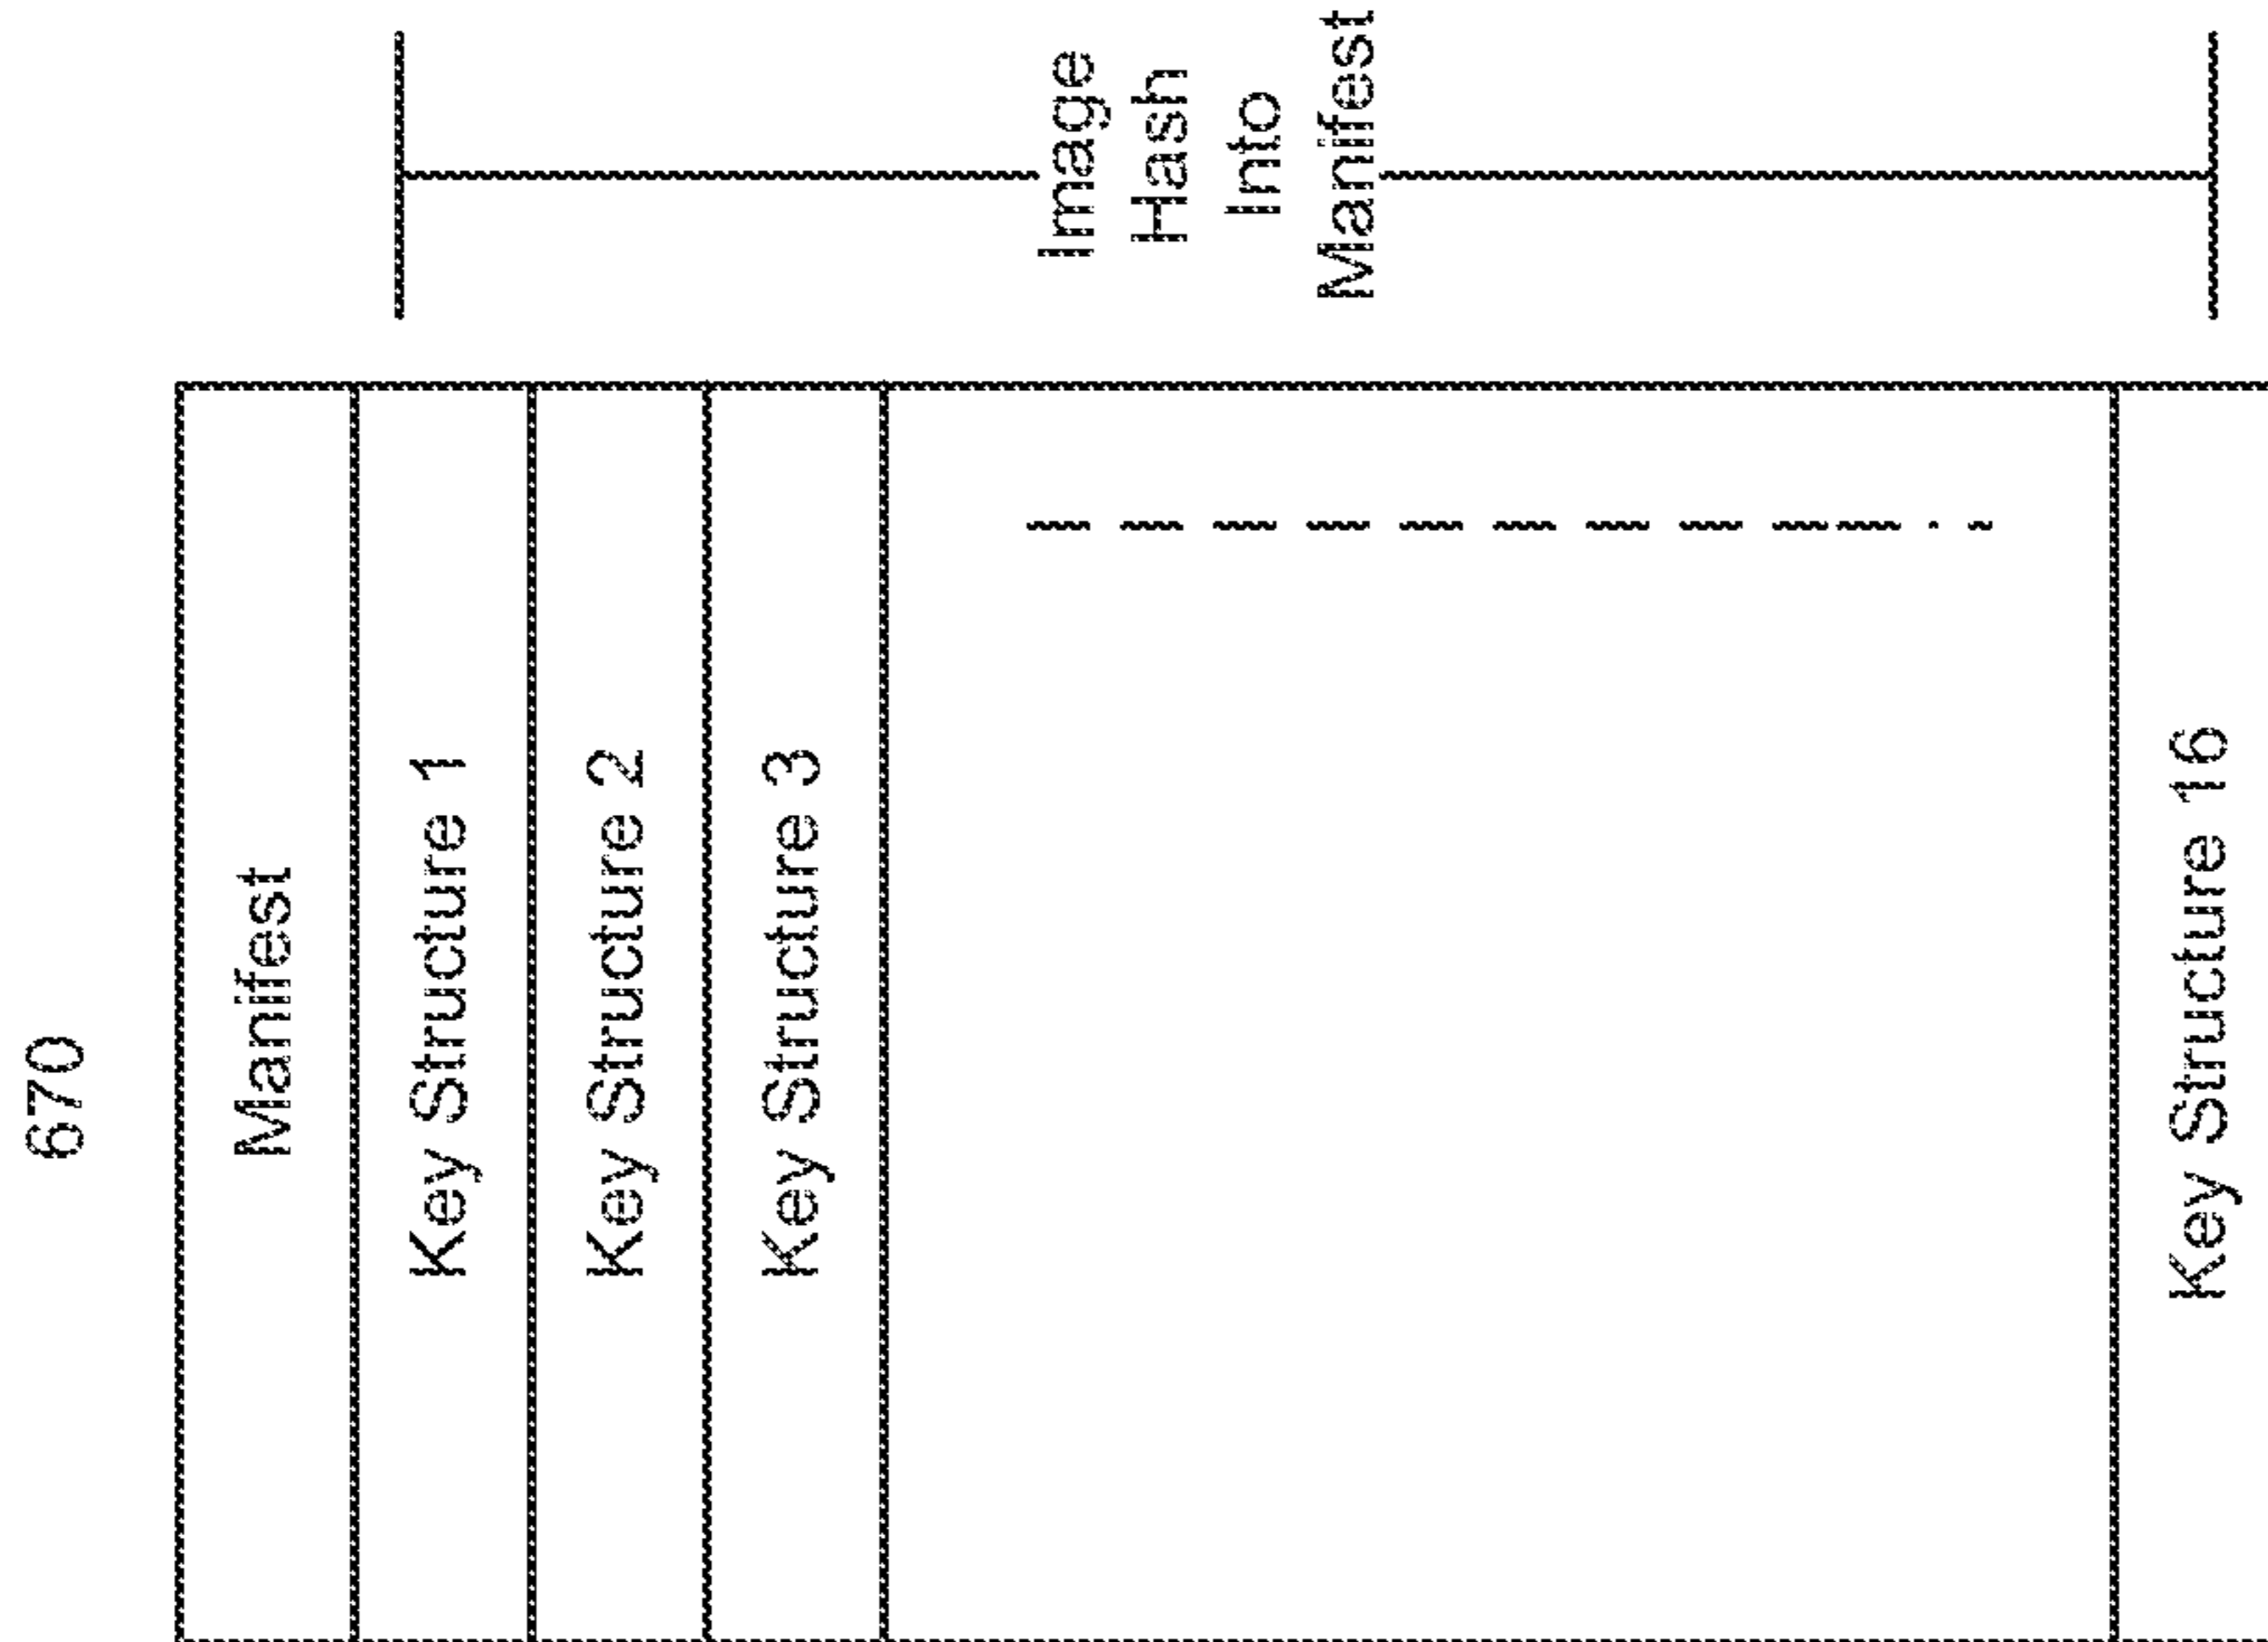 670
Manifest
Key Structure 1
Key Structure 2
Key Structure 3
Key Structure 16
Image
Hash
Into
Manifest